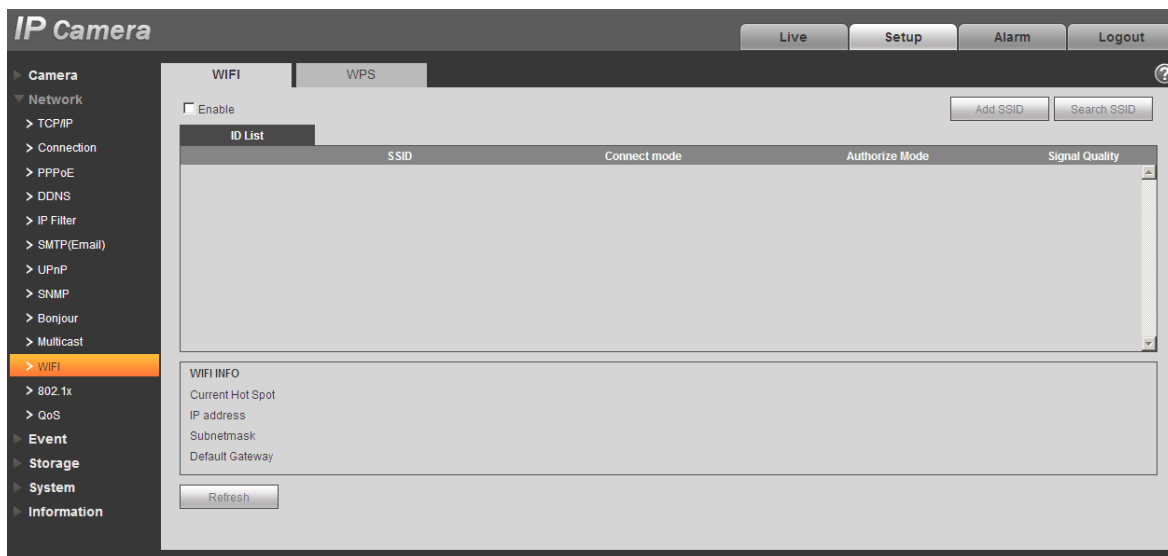 IP Camera
Live Setup Alarm Logout
Camera
Network
> TCP/IP
> Connection
> PPPoE
> DDNS
> IP Filter
> SMTP(Email)
> UPnP
> SNMP
> Bonjour
> Multicast
> WIFI
> 802.1x
> QoS
Event
Storage
System
Information
WIFI WPS
?
Enable
Add SSID Search SSID
ID List
SSID Connect mode Authorize Mode Signal Quality
WIFI INFO
Current Hot Spot
IP address
Subnetmask
Default Gateway
Refresh